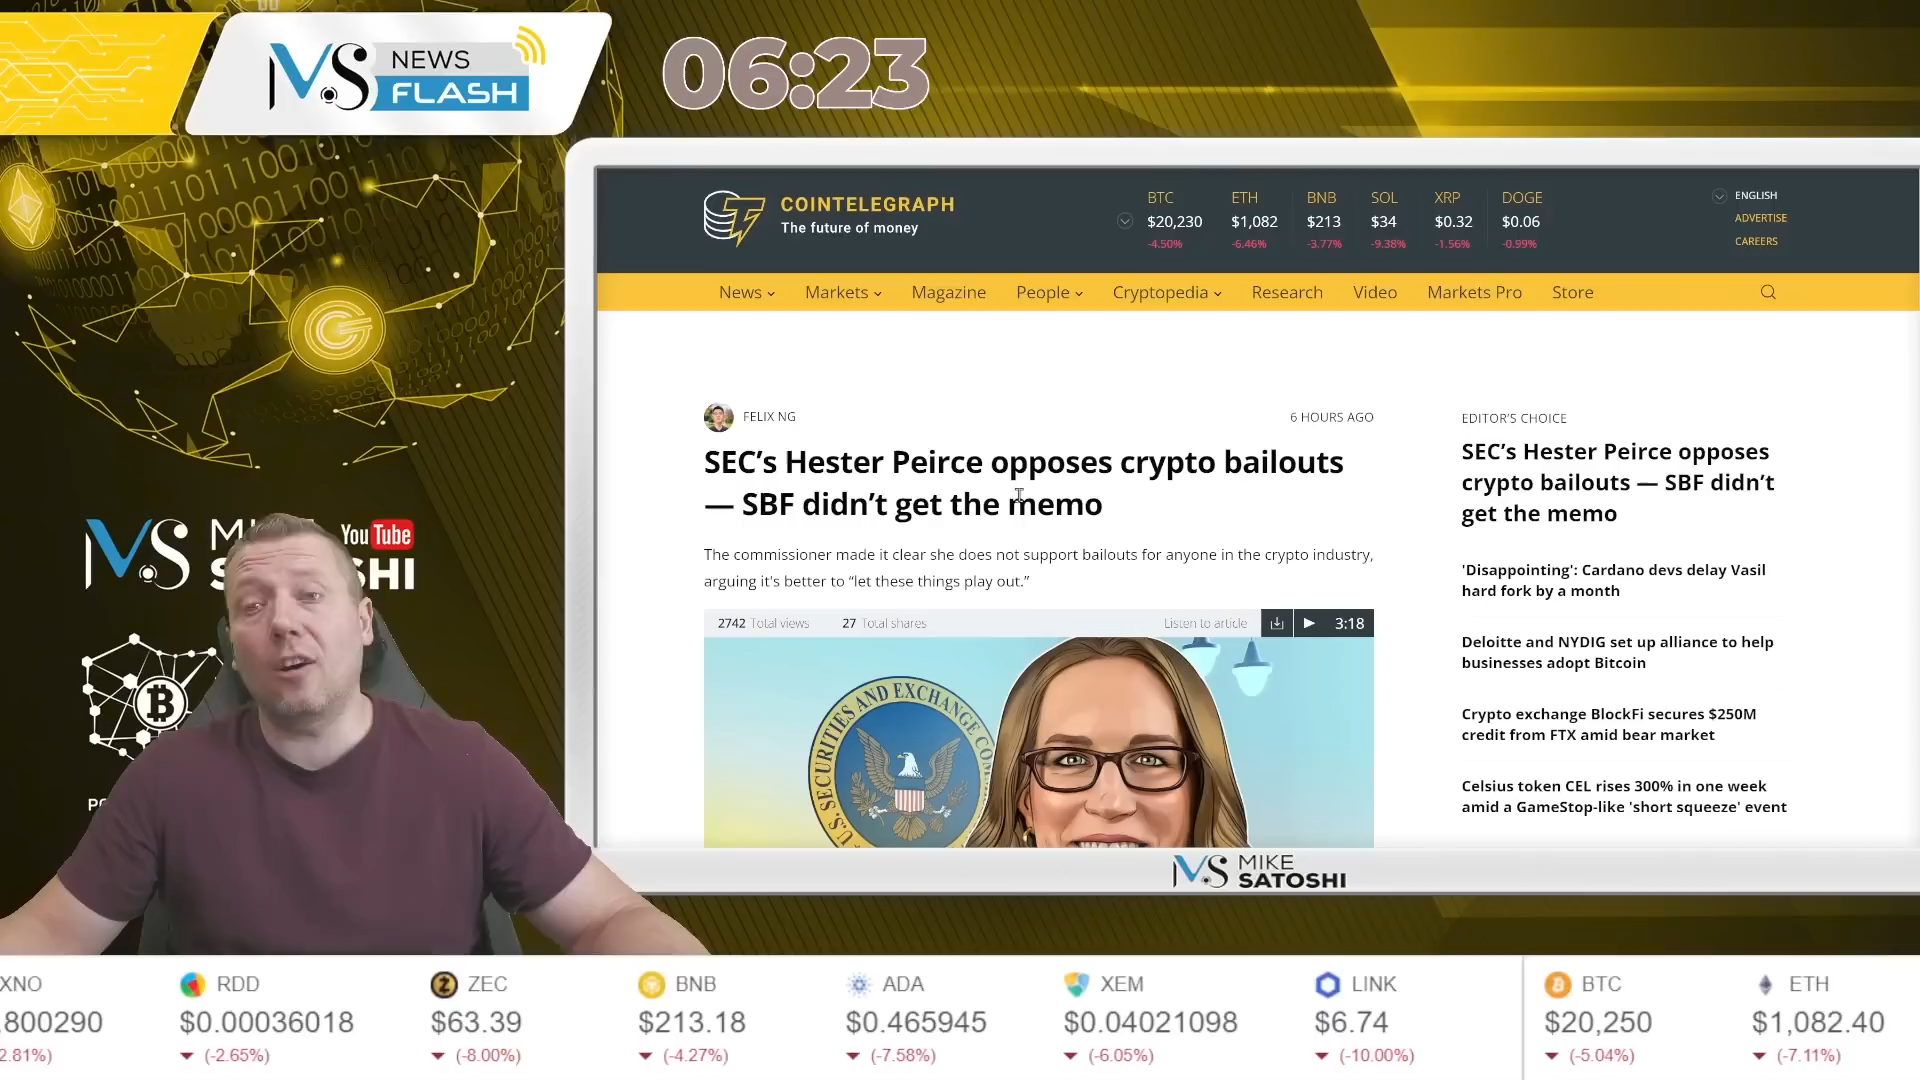 NEWS
FLASH
06:23
COINTELEGRAPH
The future of money
BTC
$20,230
-4.50%
ETH
$1,082
-6.46%
BNB
$213
-3.77%
SOL
$34
-9.38%
XRP
$0.32
-1.56%
DOGE
$0.06
-0.99%
ENGLISH
ADVERTISE
CAREERS
News Markets Magazine People Cryptopedia Research Video Markets Pro Store
FELIX NG
6 HOURS AGO
SEC’s Hester Peirce opposes crypto bailouts
— SBF didn’t get the memo
The commissioner made it clear she does not support bailouts for anyone in the crypto industry,
arguing it's better to “let these things play out.”
2742 Total views 27 Total shares Listen to article 3:18
U.S. SECURITIES AND EXCHANGE COM
EDITOR’S CHOICE
SEC’s Hester Peirce opposes
crypto bailouts — SBF didn’t
get the memo
'Disappointing': Cardano devs delay Vasil
hard fork by a month
Deloitte and NYDIG set up alliance to help
businesses adopt Bitcoin
Crypto exchange BlockFi secures $250M
credit from FTX amid bear market
Celsius token CEL rises 300% in one week
amid a GameStop-like 'short squeeze' event
YouTube
MS MIKE
SATOSHI
XNO
.800290
2.81%)
RDD
$0.00036018
(-2.65%)
ZEC
$63.39
(-8.00%)
BNB
$213.18
(-4.27%)
ADA
$0.465945
(-7.58%)
XEM
$0.04021098
(-6.05%)
LINK
$6.74
(-10.00%)
BTC
$20,250
(-5.04%)
ETH
$1,082.40
(-7.11%)